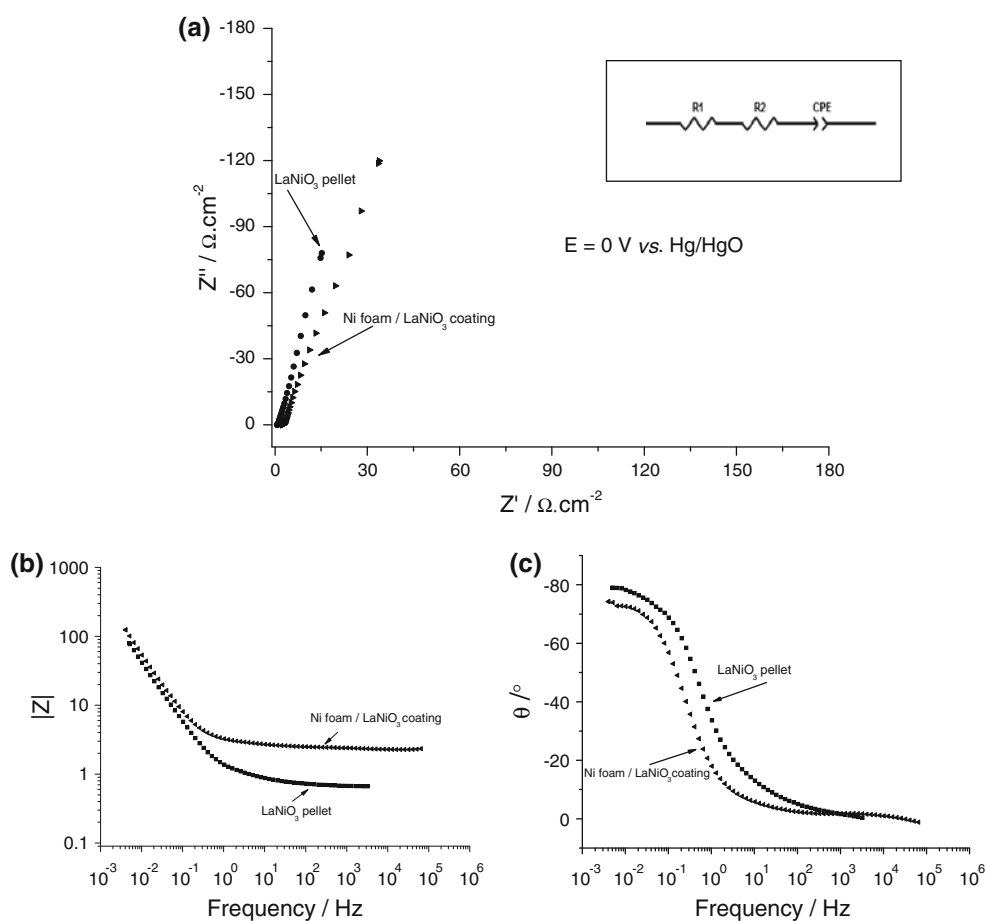 (a)
-180
-150
-120
-90
-60
-30
0
Z'' / Ω.cm⁻²
LaNiO₃ pellet
Ni foam / LaNiO₃ coating
R1 R2 CPE
E = 0 V vs. Hg/HgO
0 30 60 90 120 150 180
Z' / Ω.cm⁻²
(b)
1000
100
10
1
0.1
|Z|
Ni foam / LaNiO₃ coating
LaNiO₃ pellet
10⁻³ 10⁻² 10⁻¹ 10⁰ 10¹ 10² 10³ 10⁴ 10⁵ 10⁶
Frequency / Hz
(c)
-80
-60
-40
-20
0
θ /°
LaNiO₃ pellet
Ni foam / LaNiO₃ coating
10⁻³ 10⁻² 10⁻¹ 10⁰ 10¹ 10² 10³ 10⁴ 10⁵ 10⁶
Frequency / Hz